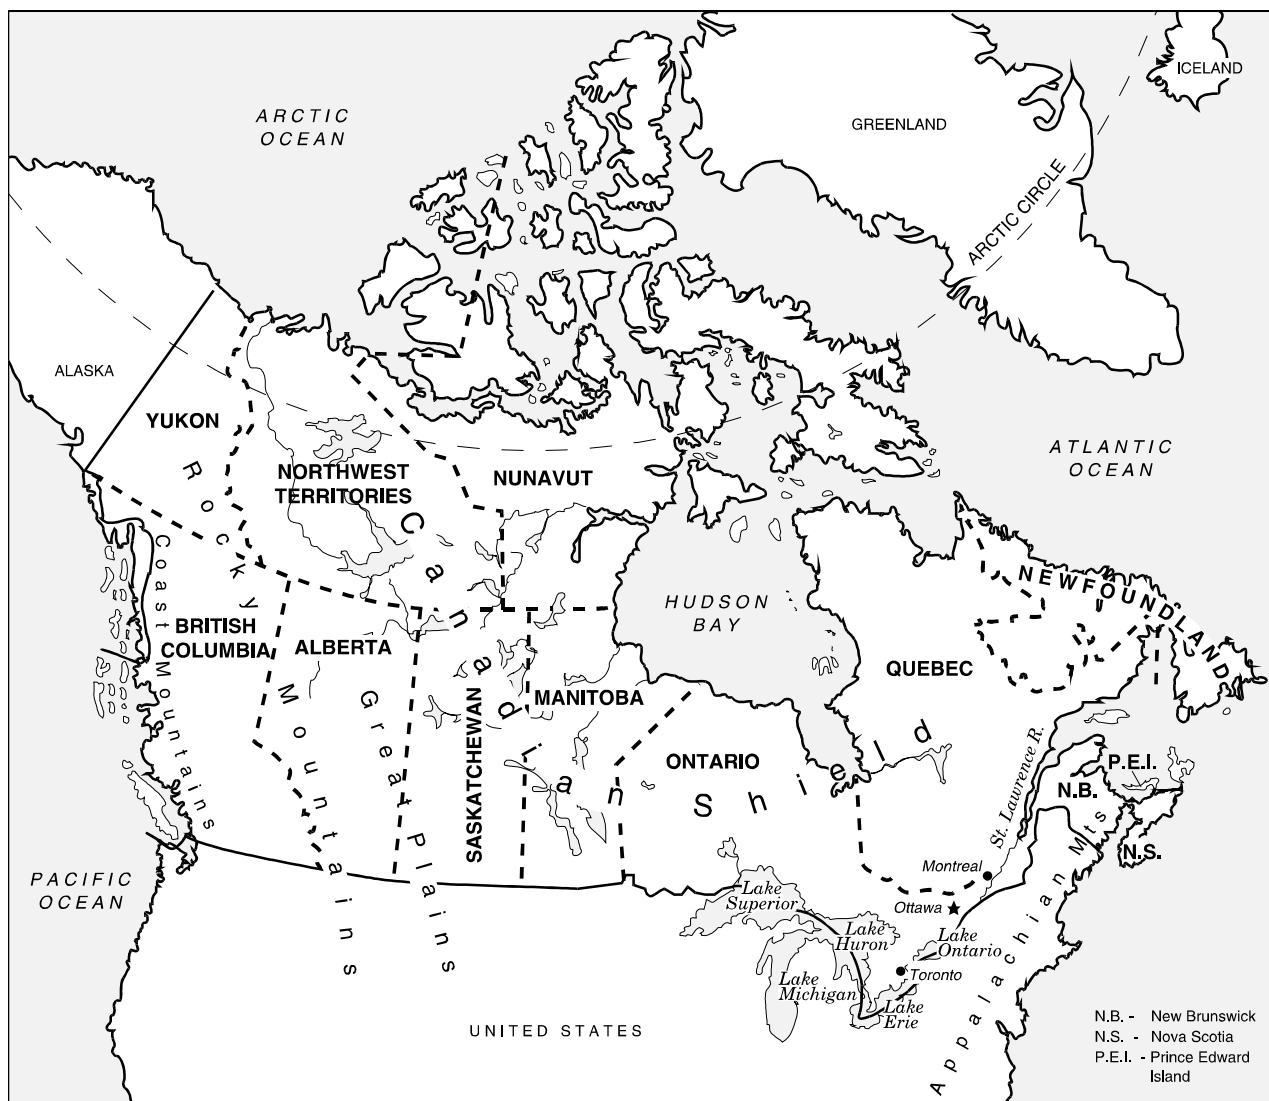 ICELAND
ARCTIC
OCEAN
GREENLAND
ARCTIC CIRCLE
ALASKA
YUKON
Rocky Mountains
NORTHWEST
TERRITORIES
NUNAVUT
ATLANTIC
OCEAN
Canadian Shield
Coast Mountains
HUDSON
BAY
NEWFOUNDLAND
BRITISH
COLUMBIA
ALBERTA
QUEBEC
Great Plains
SASKATCHEWAN
MANITOBA
ONTARIO
St. Lawrence R.
P.E.I.
N.B.
N.S.
Appalachian Mts
Montreal
PACIFIC
OCEAN
Lake
Superior
Ottawa
Lake
Huron
Lake
Ontario
Toronto
Lake
Michigan
Lake
Erie
UNITED STATES
N.B. - New Brunswick
N.S. - Nova Scotia
P.E.I. - Prince Edward
Island